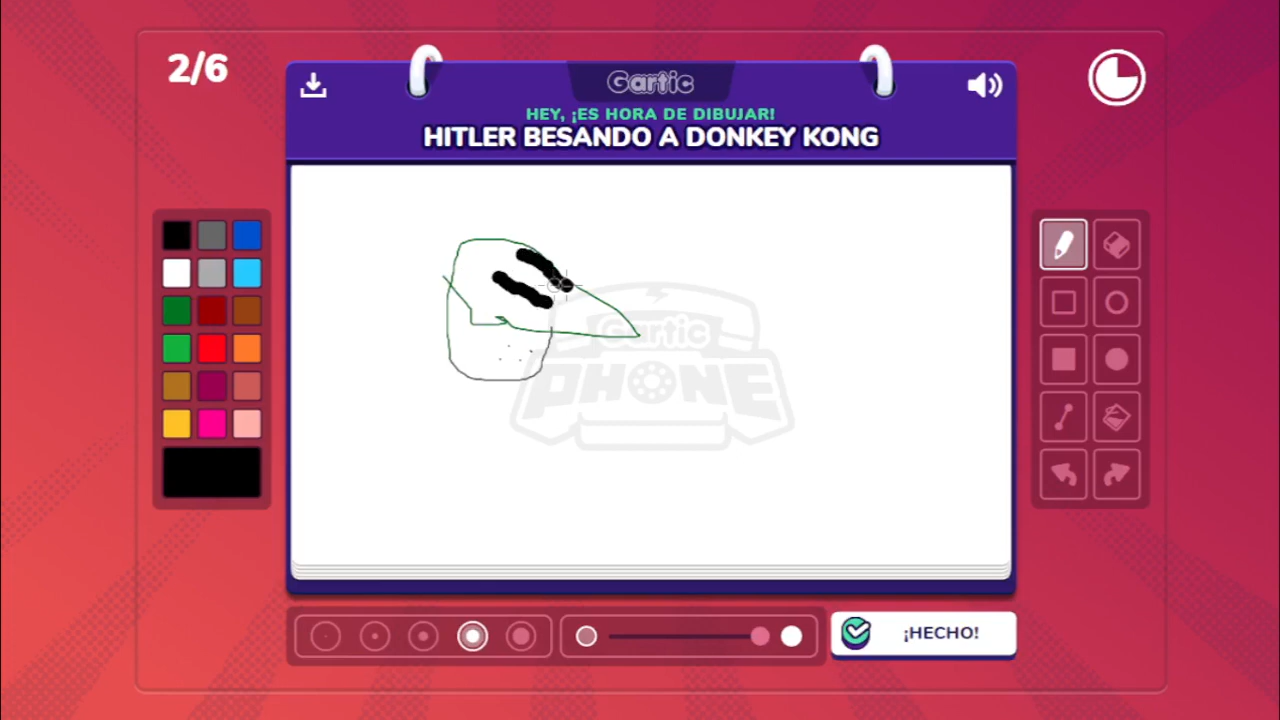 2/6
Gartic
HEY, ¡ES HORA DE DIBUJAR!
HITLER BESANDO A DONKEY KONG
Gartic
PHONE
¡HECHO!